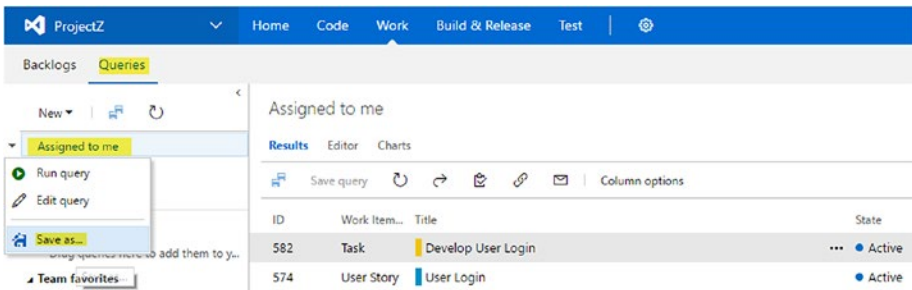 ProjectZ Home Code Work Build & Release Test
Backlogs Queries
New
Assigned to me
Run query
Edit query
Save as...
Drag queries here to add them to y...
Team favorites
Assigned to me
Results Editor Charts
Save query Column options
ID Work Item... Title State
582 Task Develop User Login ... Active
574 User Story User Login Active